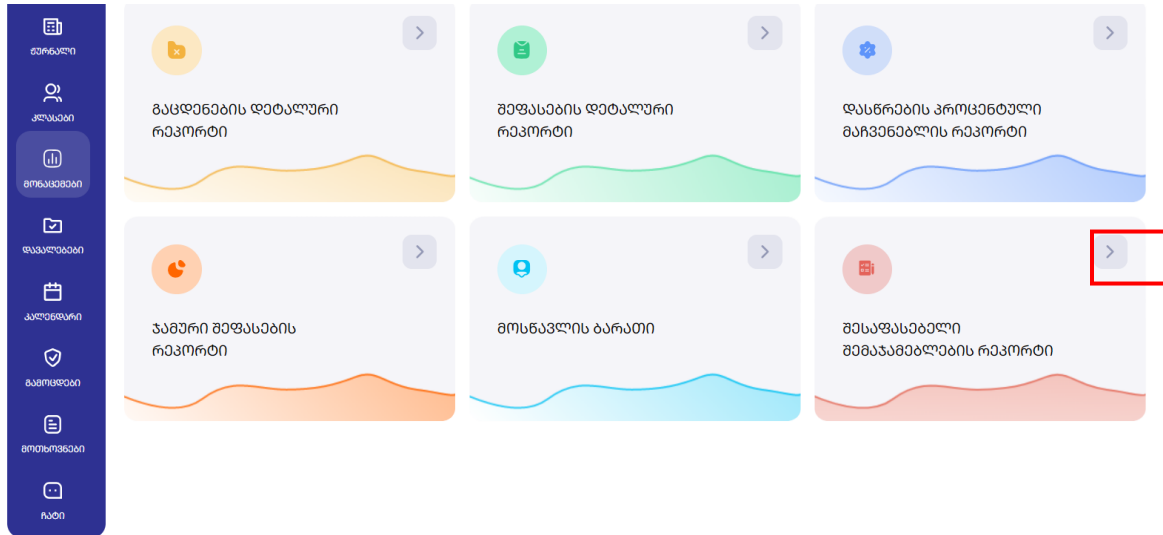 ჟურნალი
კლასები
მონაცემები
დავალებები
კალენდარი
გამოცდები
მოთხოვნები
ჩატი
გაცდენების დეტალური
რეპორტი
შეფასების დეტალური
რეპორტი
დასწრების პროცენტული
მაჩვენებლის რეპორტი
ჯამური შეფასების
რეპორტი
მოსწავლის ბარათი
შესაფასებელი
შემაჯამებლების რეპორტი